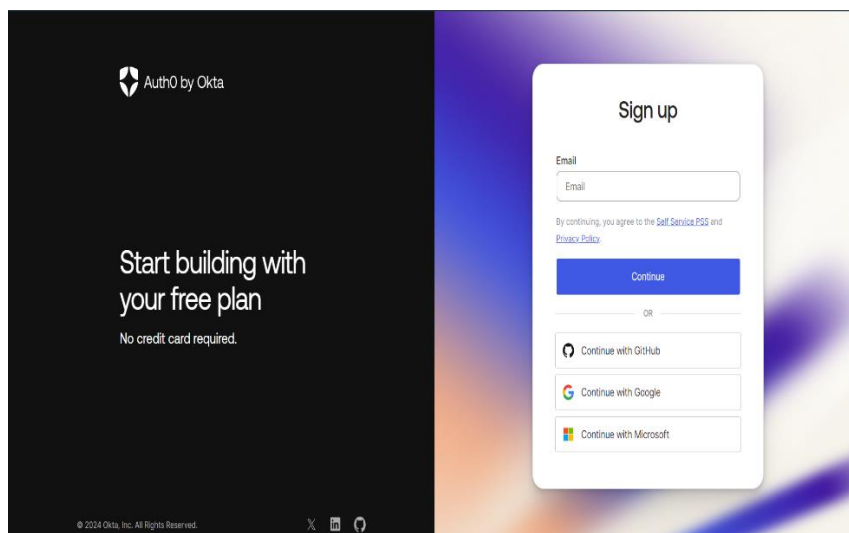 Auth0 by Okta
Start building with
your free plan
No credit card required.
© 2024 Okta, Inc. All Rights Reserved.
Sign up
Email
Email
By continuing, you agree to the Self Service PSS and
Privacy Policy.
Continue
OR
Continue with GitHub
Continue with Google
Continue with Microsoft